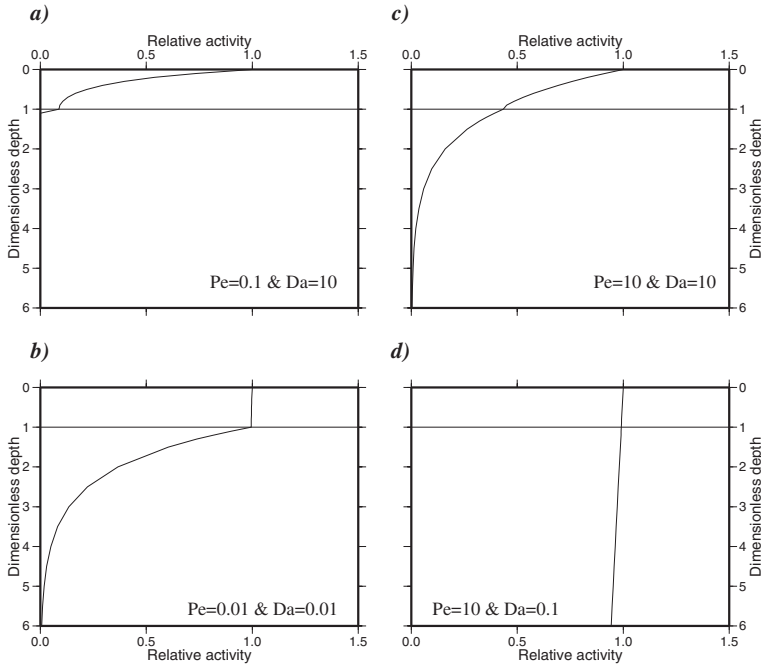 a)
Relative activity
0.0 0.5 1.0 1.5
0
1
2
3
4
5
6
Dimensionless depth
Pe=0.1 & Da=10
c)
Relative activity
0.0 0.5 1.0 1.5
0
1
2
3
4
5
6
Dimensionless depth
Pe=10 & Da=10
b)
0
1
2
3
4
5
6
Dimensionless depth
Pe=0.01 & Da=0.01
0.0 0.5 1.0 1.5
Relative activity
d)
0
1
2
3
4
5
6
Dimensionless depth
Pe=10 & Da=0.1
0.0 0.5 1.0 1.5
Relative activity